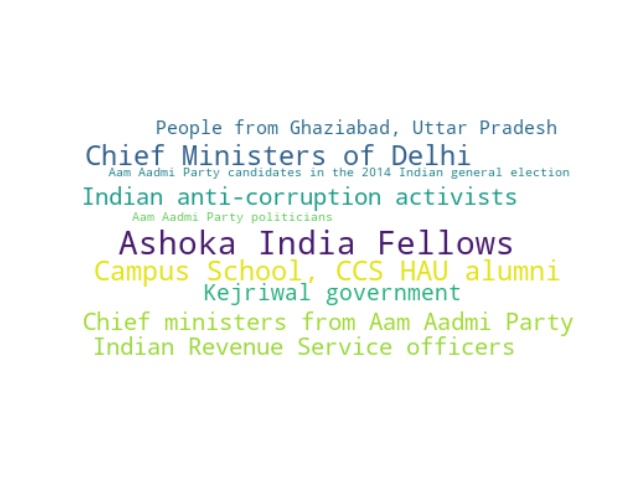 People from Ghaziabad, Uttar Pradesh
Chief Ministers of Delhi
Aam Aadmi Party candidates in the 2014 Indian general election
Indian anti-corruption activists
Aam Aadmi Party politicians
Ashoka India Fellows
Campus School, CCS HAU alumni
Kejriwal government
Chief ministers from Aam Aadmi Party
Indian Revenue Service officers